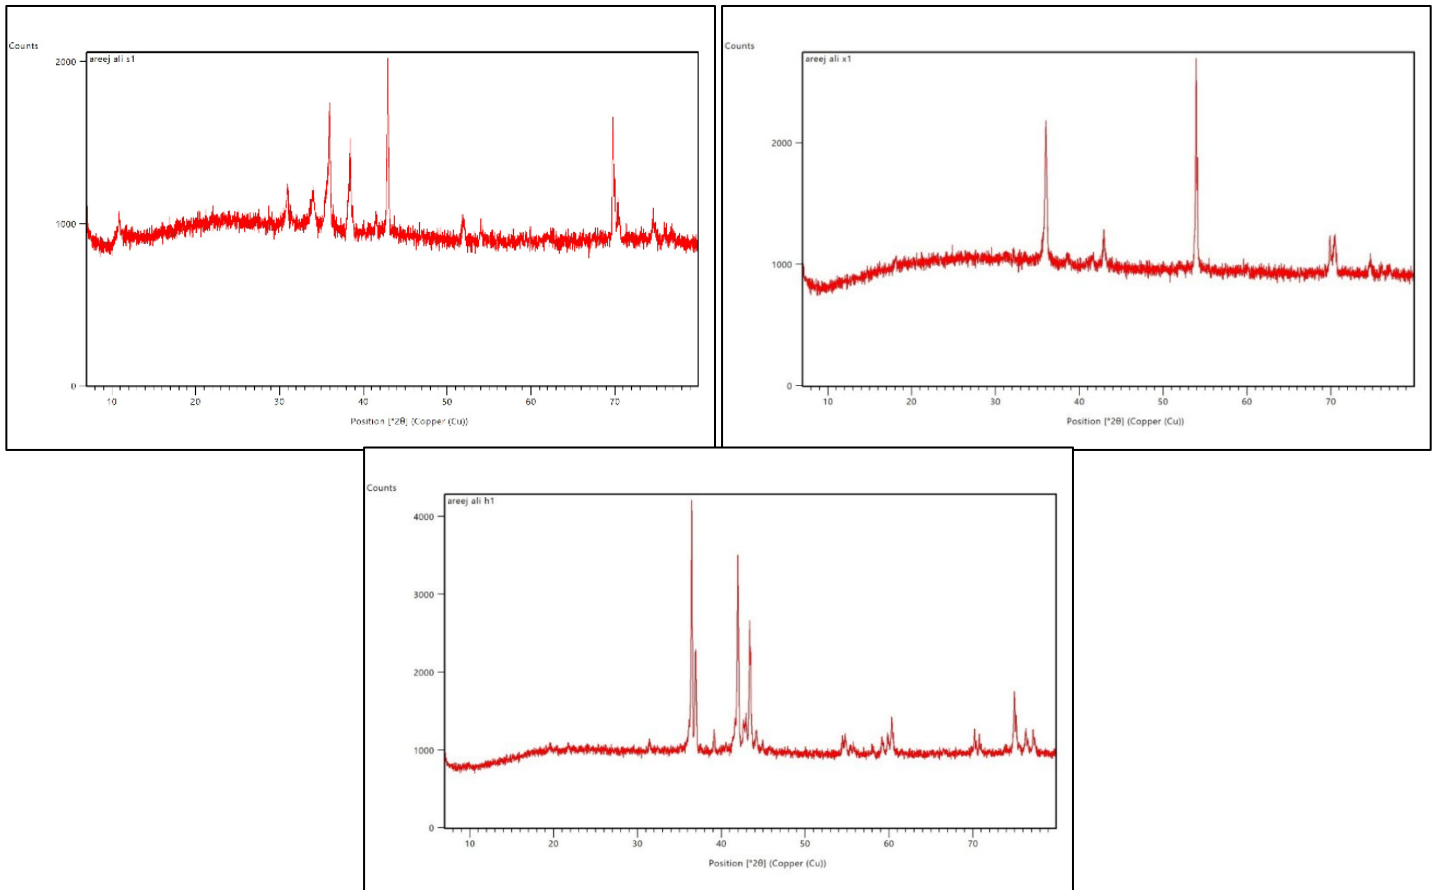 Counts
areej ali s1
2000
1000
0
10 20 30 40 50 60 70
Position [°2θ] (Copper (Cu))
Counts
areej ali x1
2000
1000
0
10 20 30 40 50 60 70
Position [°2θ] (Copper (Cu))
Counts
areej ali h1
4000
3000
2000
1000
0
10 20 30 40 50 60 70
Position [°2θ] (Copper (Cu))